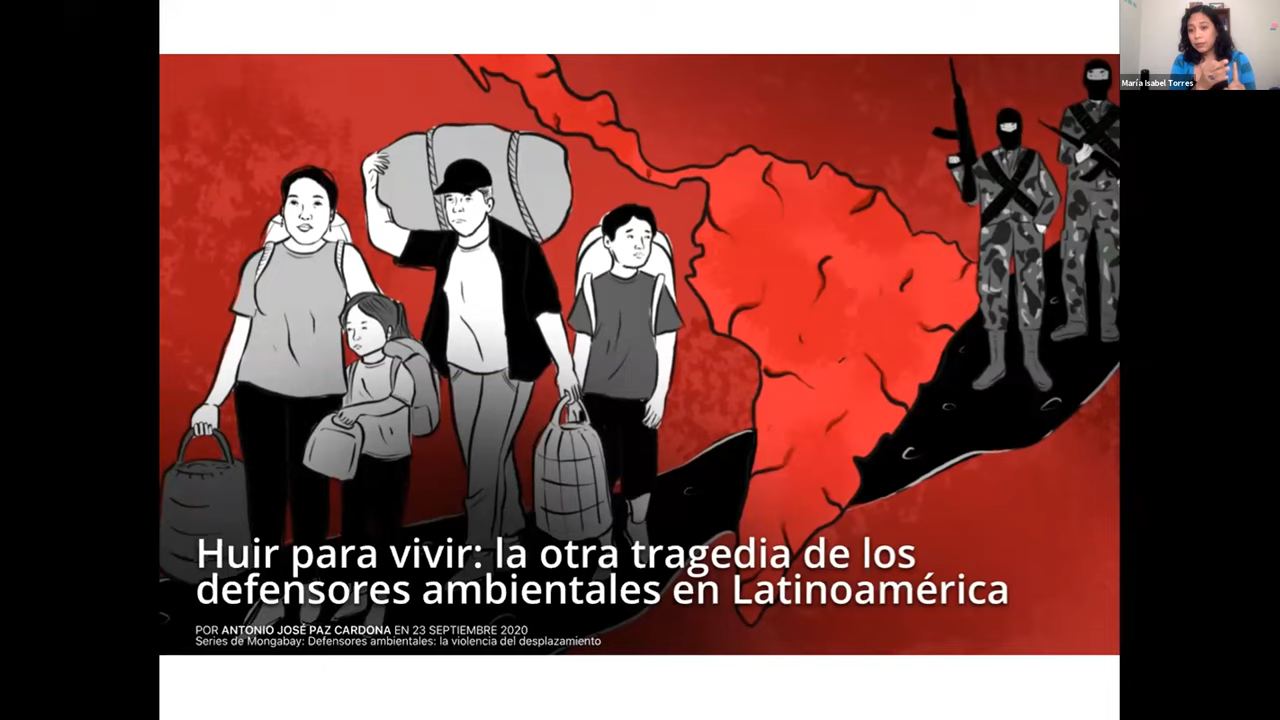 María Isabel Torres
Huir para vivir: la otra tragedia de los
defensores ambientales en Latinoamérica
POR ANTONIO JOSÉ PAZ CARDONA EN 23 SEPTIEMBRE 2020
Series de Mongabay: Defensores ambientales: la violencia del desplazamiento